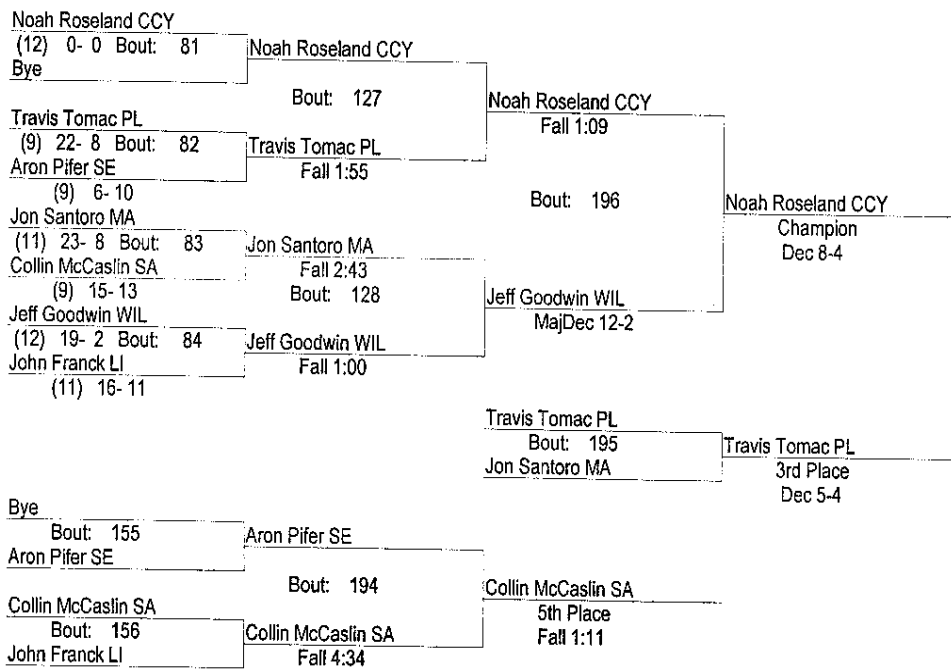 Noah Roseland CCY
(12) 0- 0 Bout: 81
Bye
Noah Roseland CCY
Bout: 127
Travis Tomac PL
(9) 22- 8 Bout: 82
Aron Pifer SE
(9) 6- 10
Travis Tomac PL
Fall 1:55
Noah Roseland CCY
Fall 1:09
Jon Santoro MA
(11) 23- 8 Bout: 83
Collin McCaslin SA
(9) 15- 13
Jon Santoro MA
Fall 2:43
Bout: 128
Jeff Goodwin WIL
(12) 19- 2 Bout: 84
John Franck LI
(11) 16- 11
Jeff Goodwin WIL
Fall 1:00
Jeff Goodwin WIL
MajDec 12-2
Bout: 196
Noah Roseland CCY
Champion
Dec 8-4
Travis Tomac PL
Bout: 195
Jon Santoro MA
Travis Tomac PL
3rd Place
Dec 5-4
Bye
Bout: 155
Aron Pifer SE
Aron Pifer SE
Bout: 194
Collin McCaslin SA
Bout: 156
John Franck LI
Collin McCaslin SA
Fall 4:34
Collin McCaslin SA
5th Place
Fall 1:11